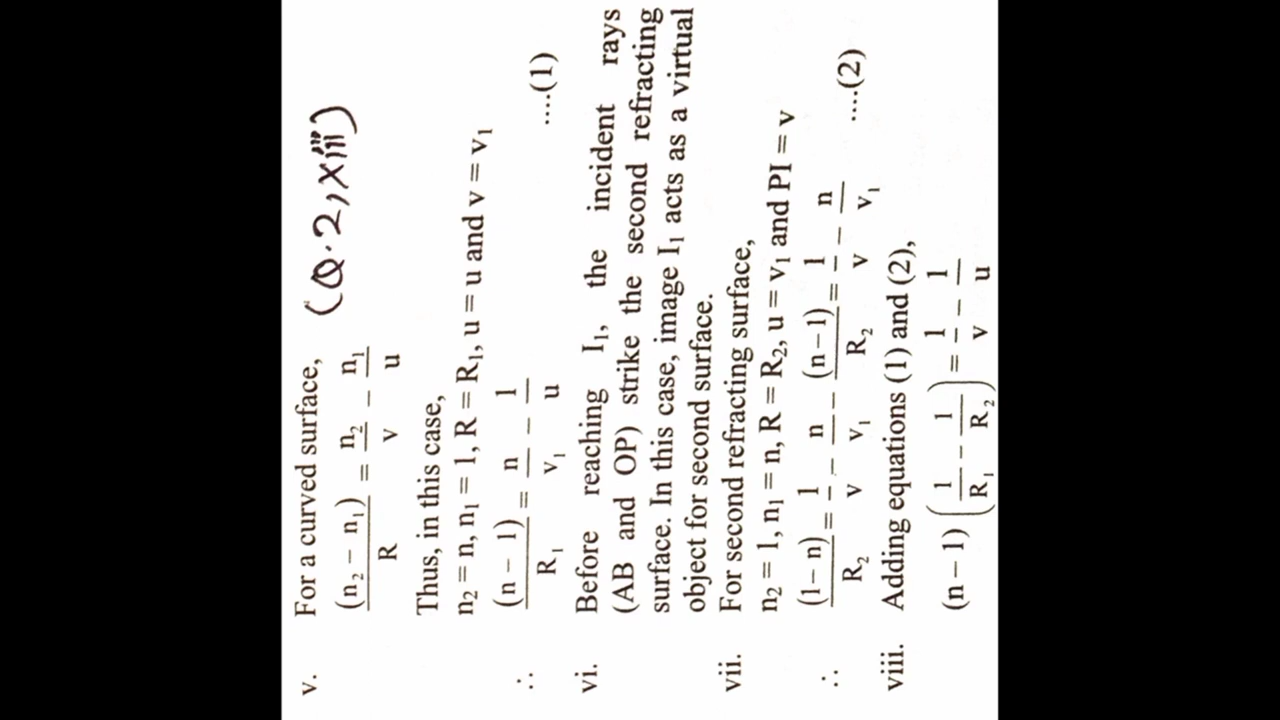 v. For a curved surface, (Q.2, xiii)
(n₂ − n₁)/R = n₂/v − n₁/u
Thus, in this case,
n₂ = n, n₁ = 1, R = R₁, u = u and v = v₁
∴ (n − 1)/R₁ = n/v₁ − 1/u ....(1)
vi. Before reaching I₁, the incident rays
(AB and OP) strike the second refracting
surface. In this case, image I₁ acts as a virtual
object for second surface.
vii. For second refracting surface,
n₂ = 1, n₁ = n, R = R₂, u = v₁ and PI = v
∴ (1−n)/R₂ = 1/v − n/v₁ − (n−1)/R₂ = 1/v − n/v₁ ....(2)
viii. Adding equations (1) and (2),
(n − 1) (1/R₁ − 1/R₂) = 1/v − 1/u